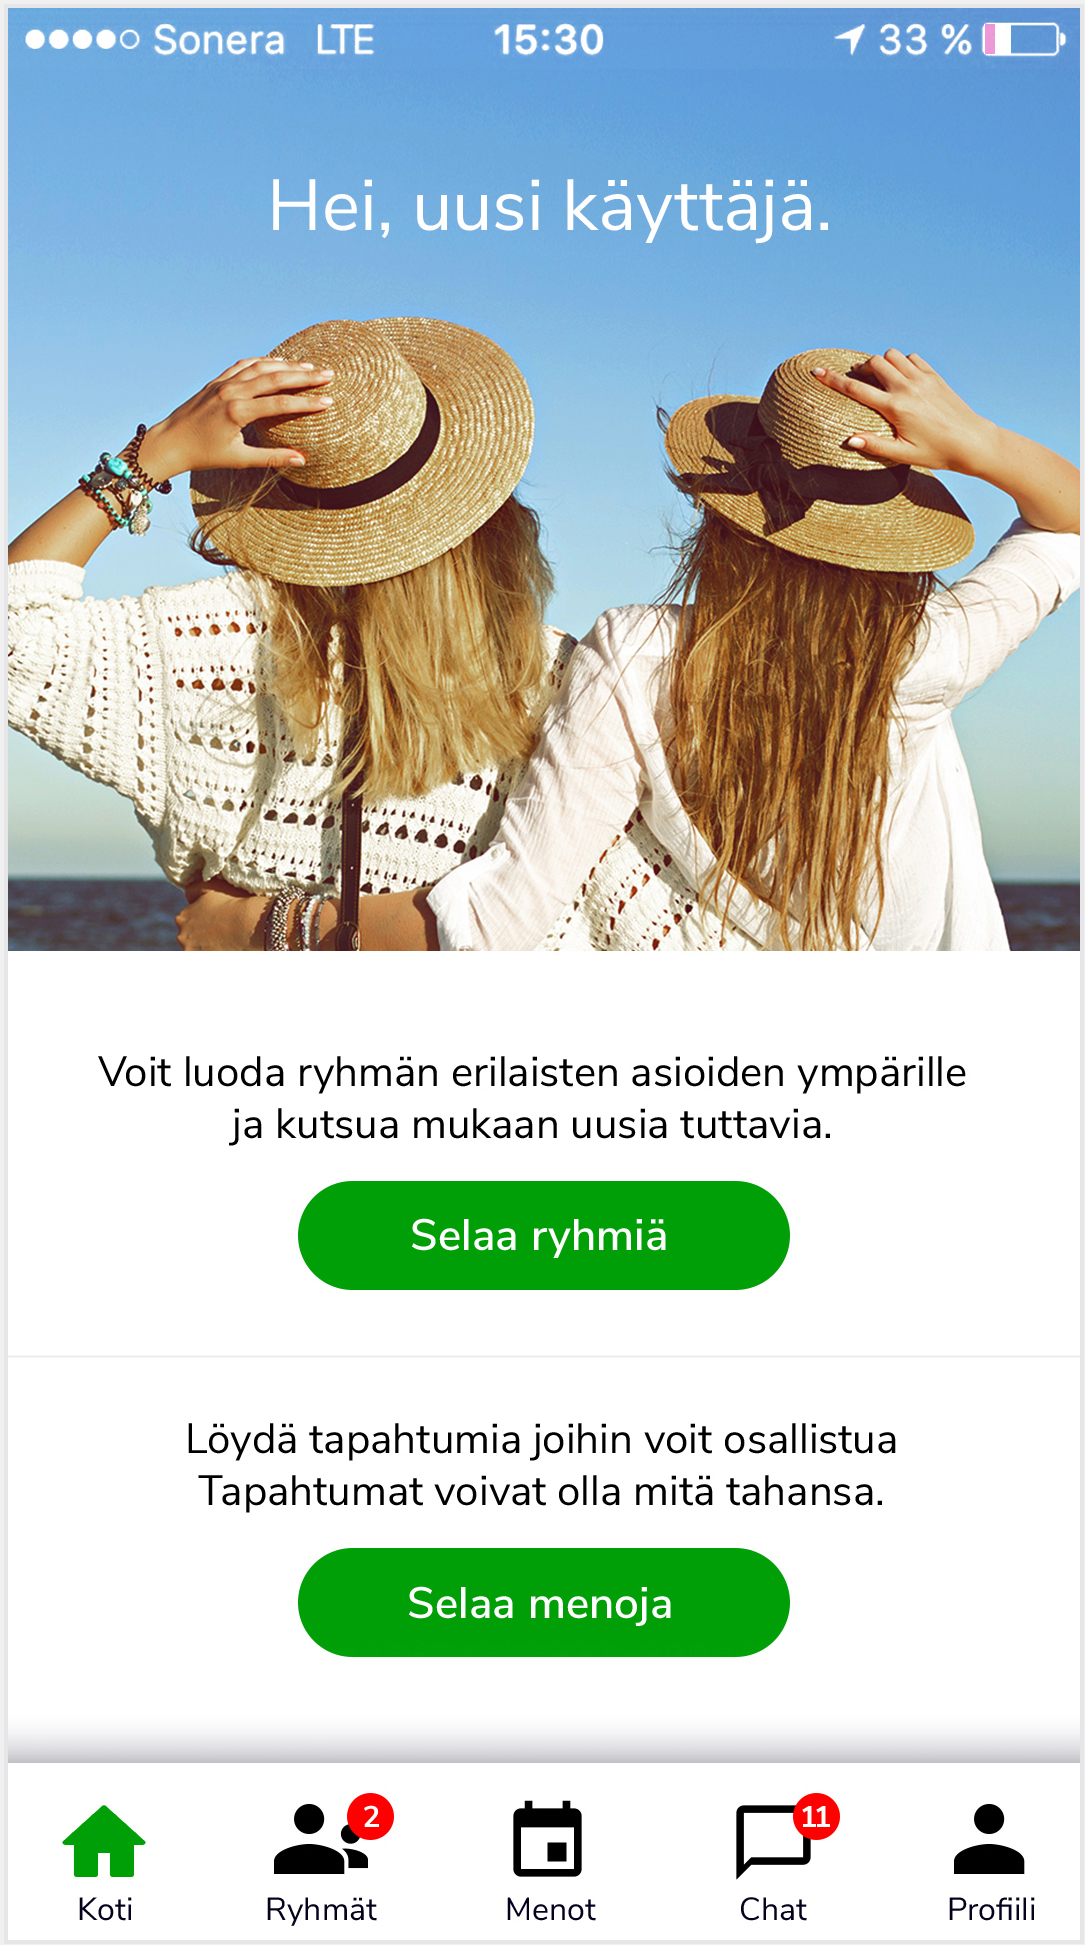 Sonera LTE 15:30 33 %
Hei, uusi käyttäjä.
Voit luoda ryhmän erilaisten asioiden ympärille
ja kutsua mukaan uusia tuttavia.
Selaa ryhmiä
Löydä tapahtumia joihin voit osallistua
Tapahtumat voivat olla mitä tahansa.
Selaa menoja
2 11
Koti Ryhmät Menot Chat Profiili